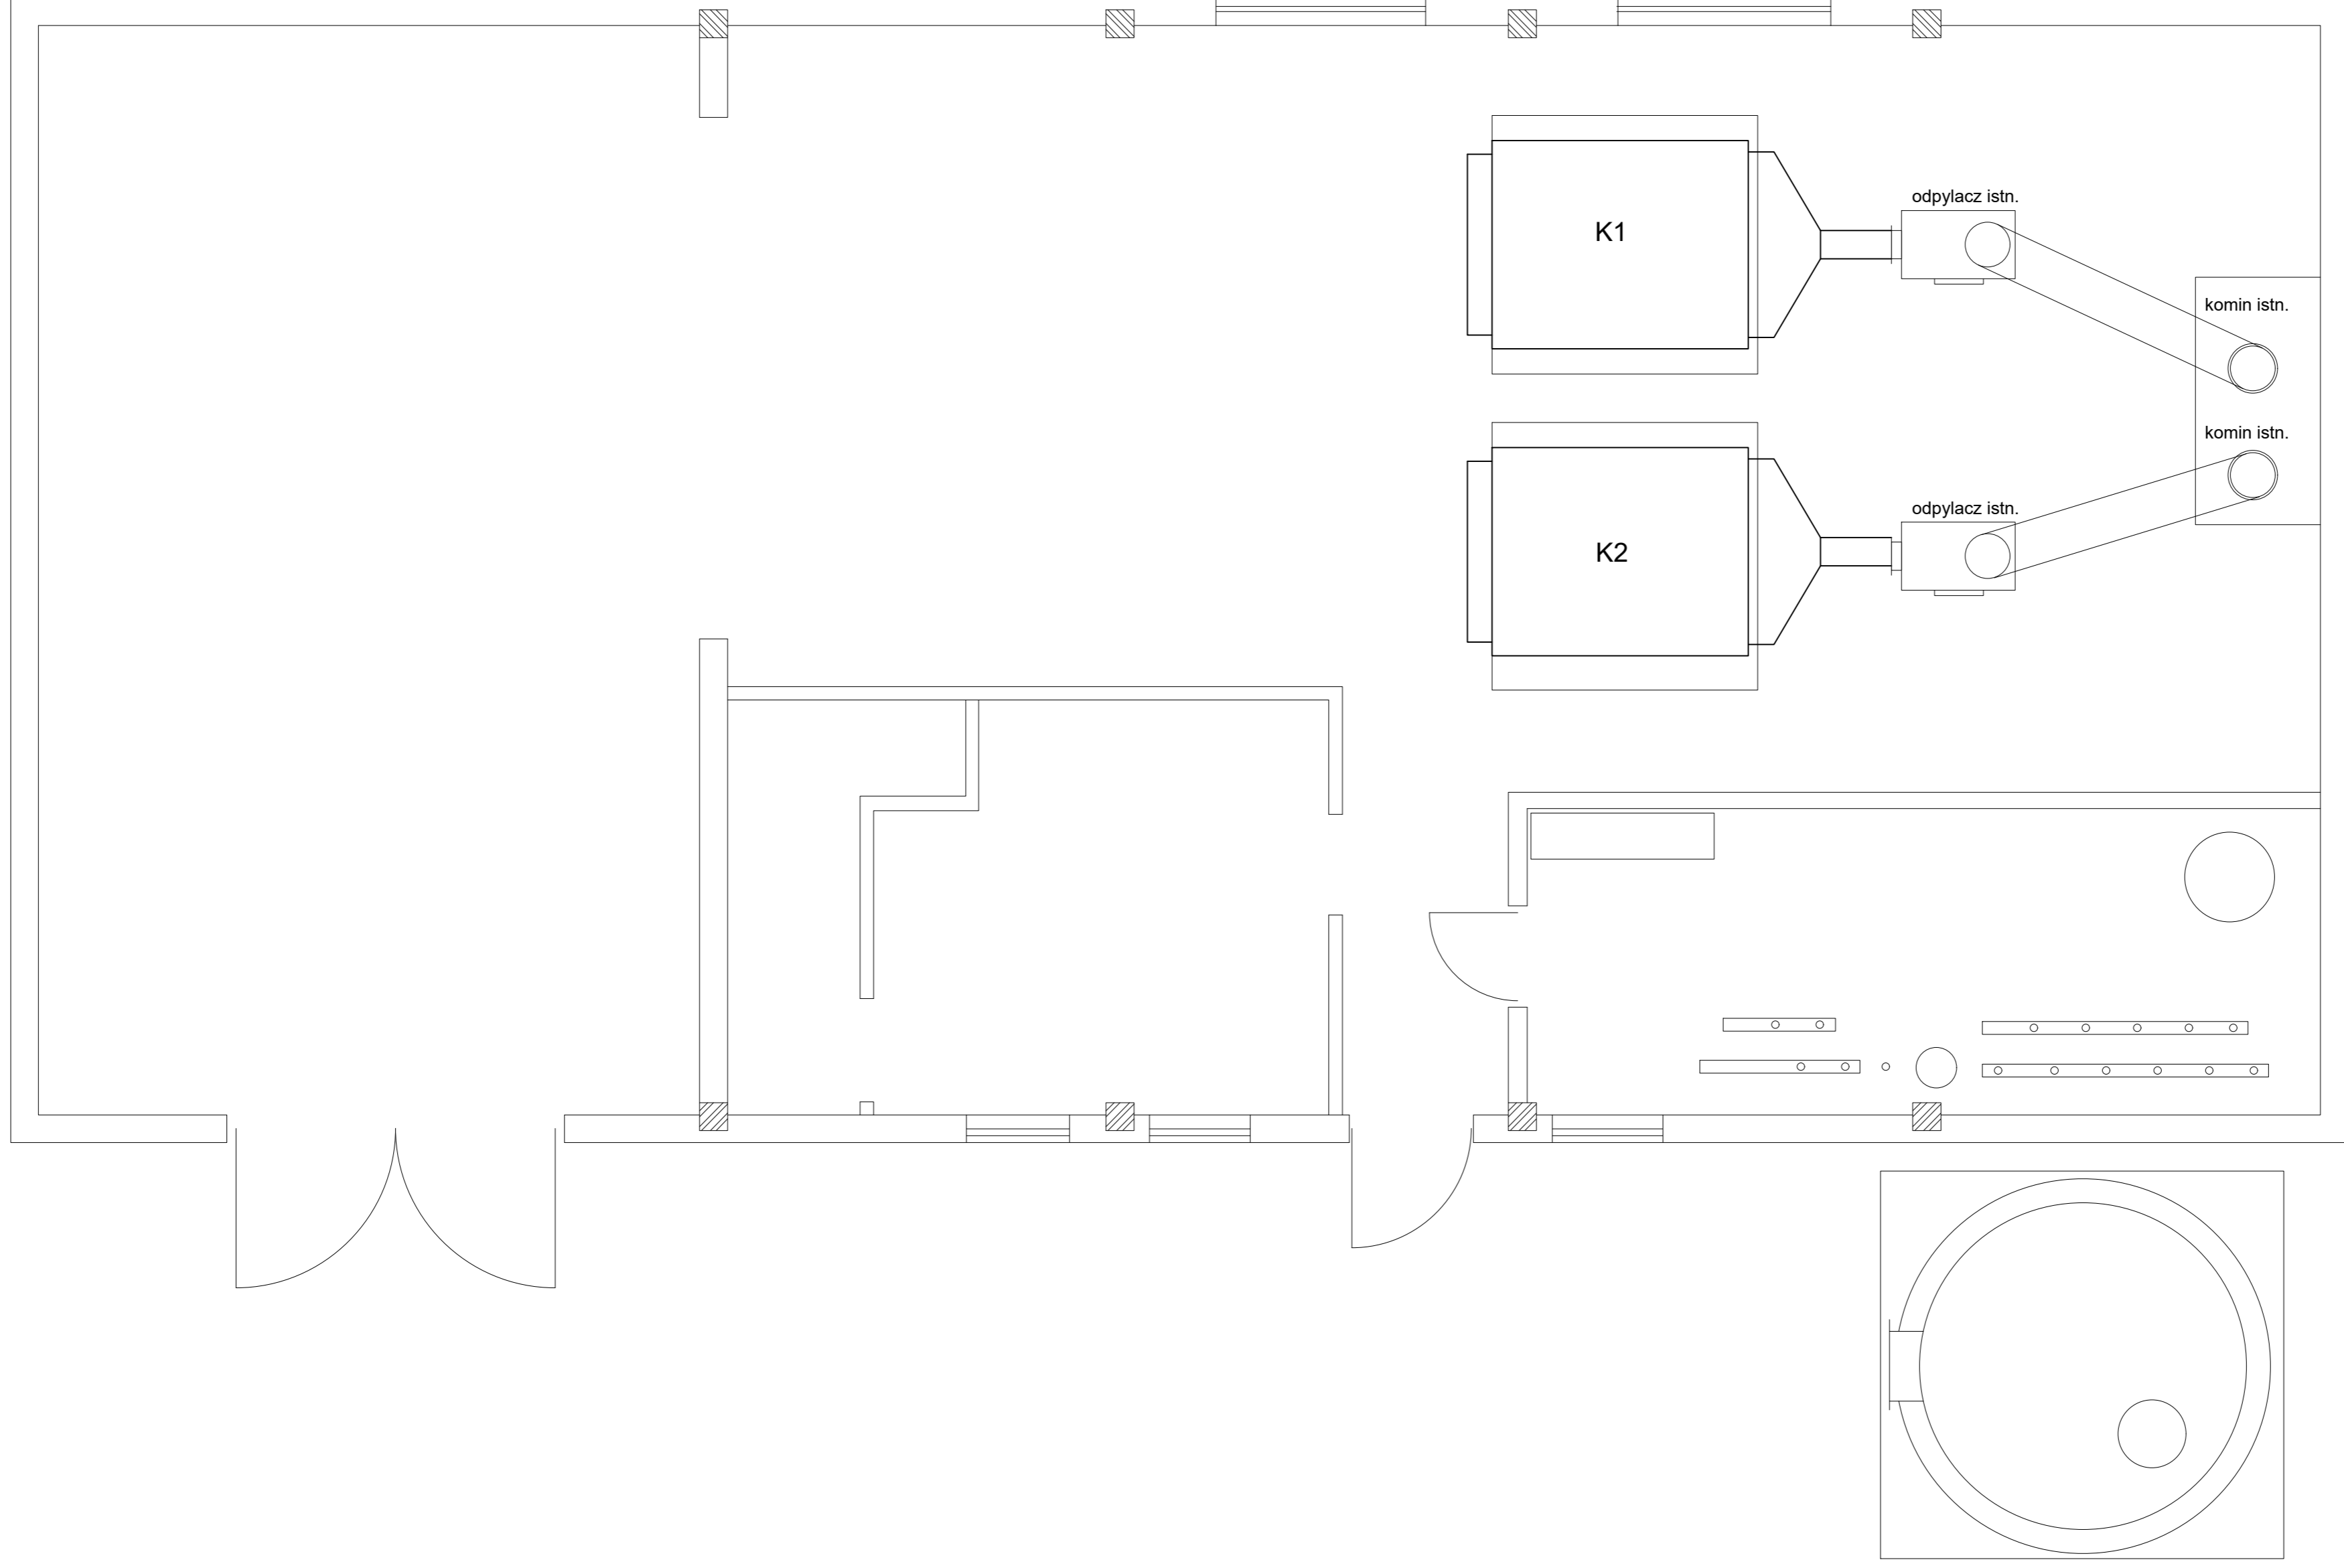 odpylacz istn.
K1
komin istn.
komin istn.
odpylacz istn.
K2